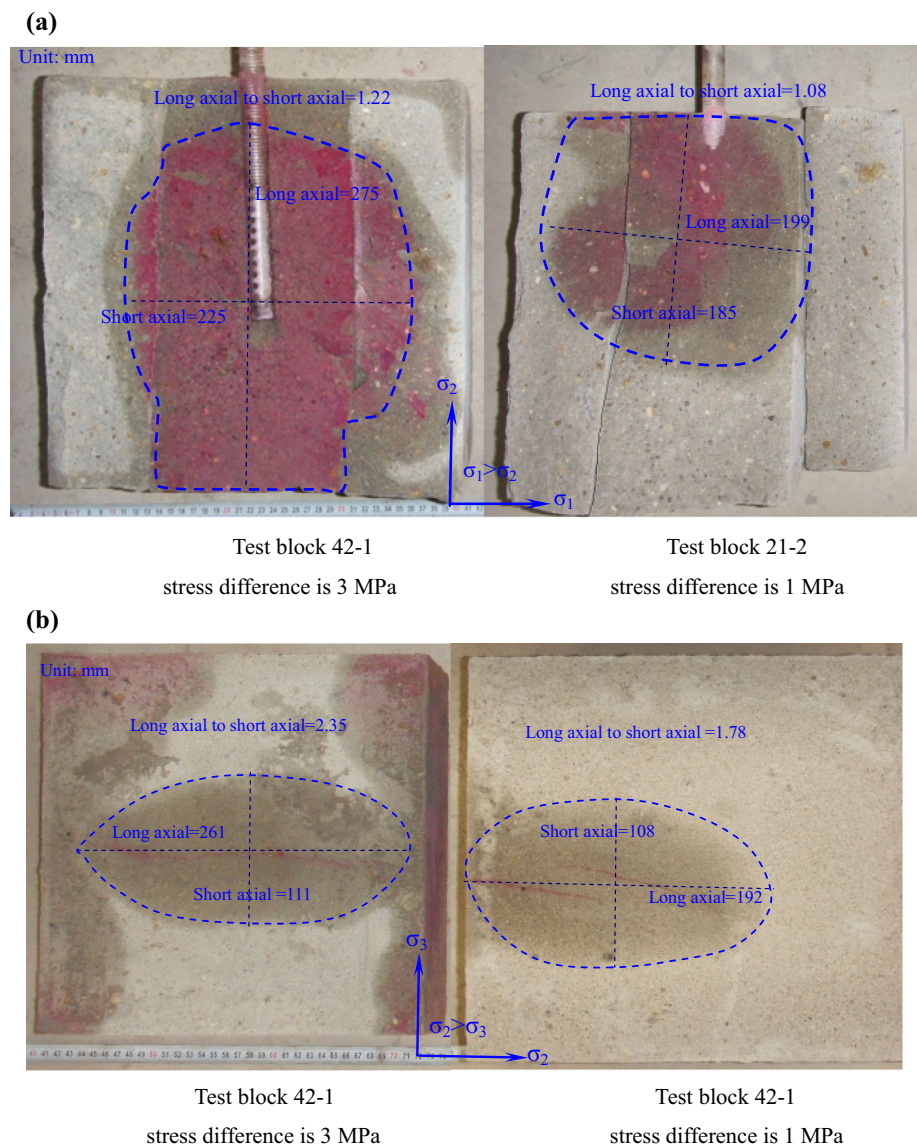 (a)
Unit: mm
Long axial to short axial=1.22
Long axial=275
Short axial=225
σ2
σ1>σ2
σ1
Long axial to short axial=1.08
Long axial=199
Short axial=185
Test block 42-1
stress difference is 3 MPa
Test block 21-2
stress difference is 1 MPa
(b)
Unit: mm
Long axial to short axial=2.35
Long axial=261
Short axial =111
σ3
σ2>σ3
σ2
Long axial to short axial =1.78
Short axial=108
Long axial=192
Test block 42-1
stress difference is 3 MPa
Test block 42-1
stress difference is 1 MPa